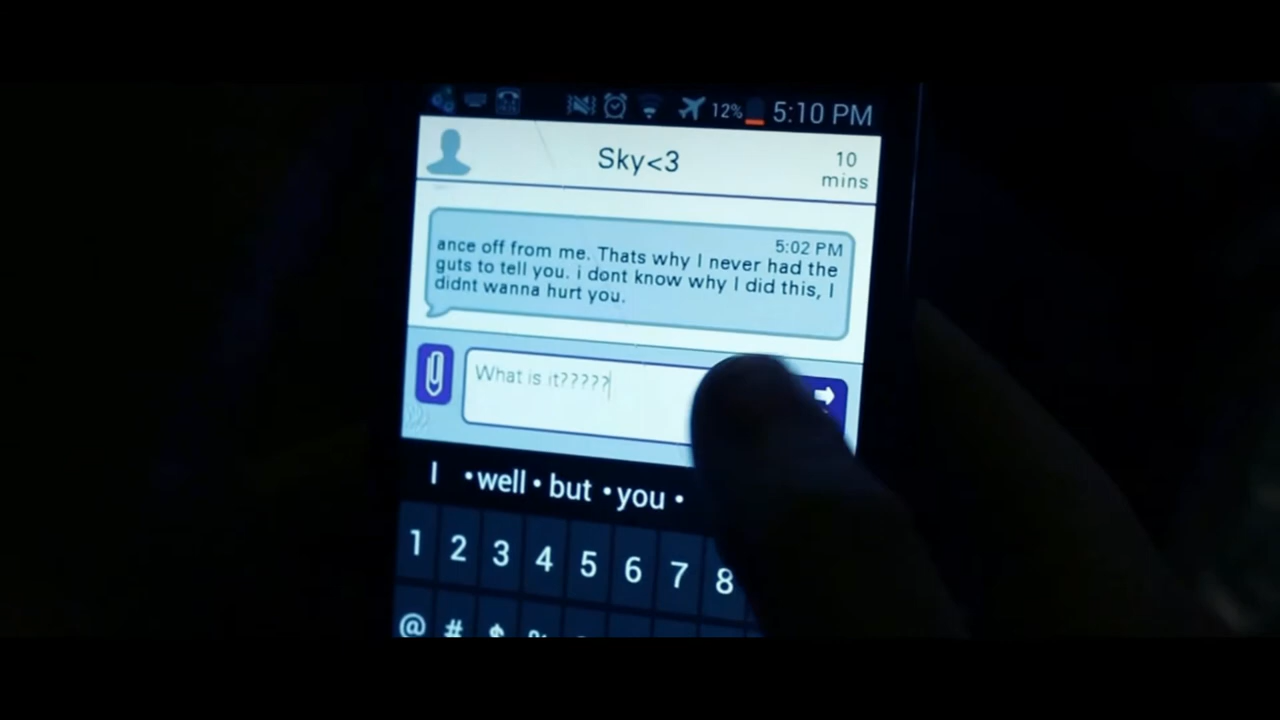 12% 5:10 PM
Sky<3
10
mins
5:02 PM
ance off from me. Thats why I never had the
guts to tell you. i dont know why I did this, I
didnt wanna hurt you.
What is it?????
I • well • but • you •
1 2 3 4 5 6 7 8
@ # $ %